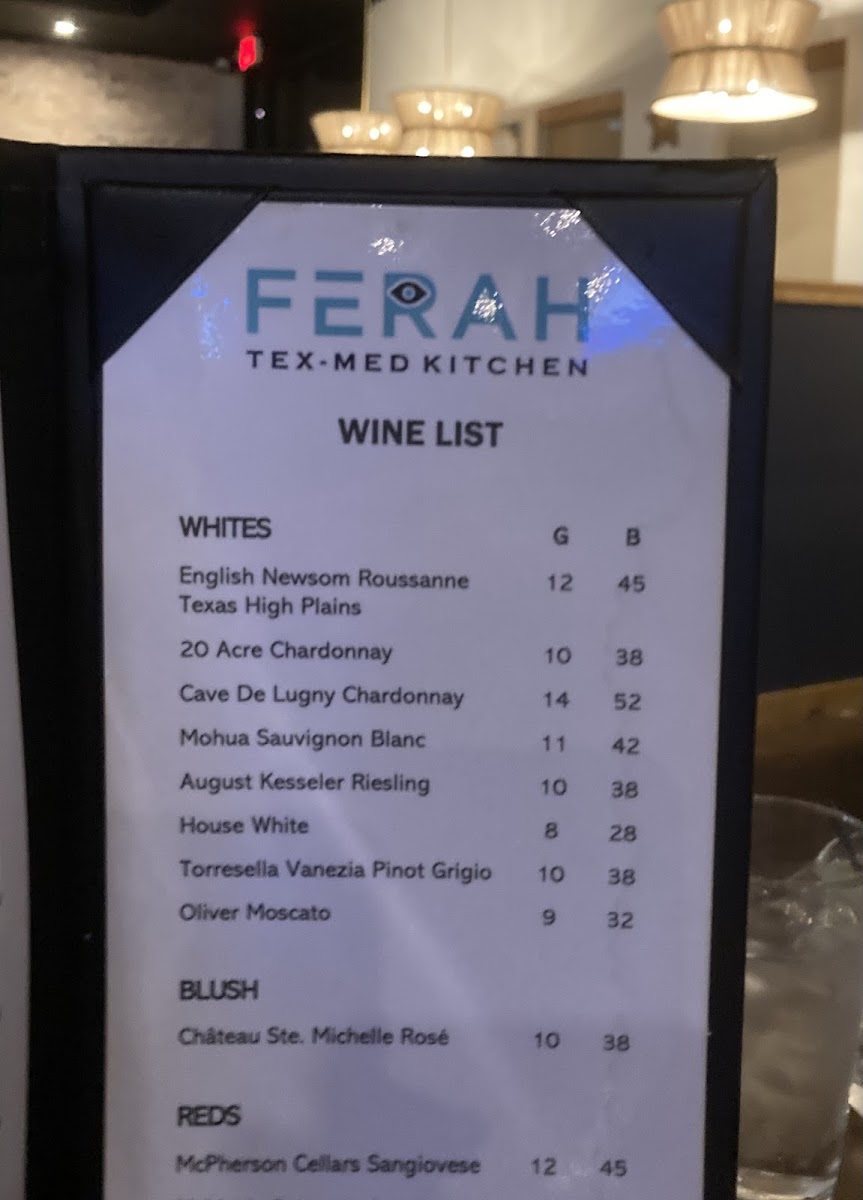 FERAH
TEX-MED KITCHEN
WINE LIST
WHITES G B
English Newsom Roussanne 12 45
Texas High Plains
20 Acre Chardonnay 10 38
Cave De Lugny Chardonnay 14 52
Mohua Sauvignon Blanc 11 42
August Kesseler Riesling 10 38
House White 8 28
Torresella Vanezia Pinot Grigio 10 38
Oliver Moscato 9 32
BLUSH
Château Ste. Michelle Rosé 10 38
REDS
McPherson Cellars Sangiovese 12 45